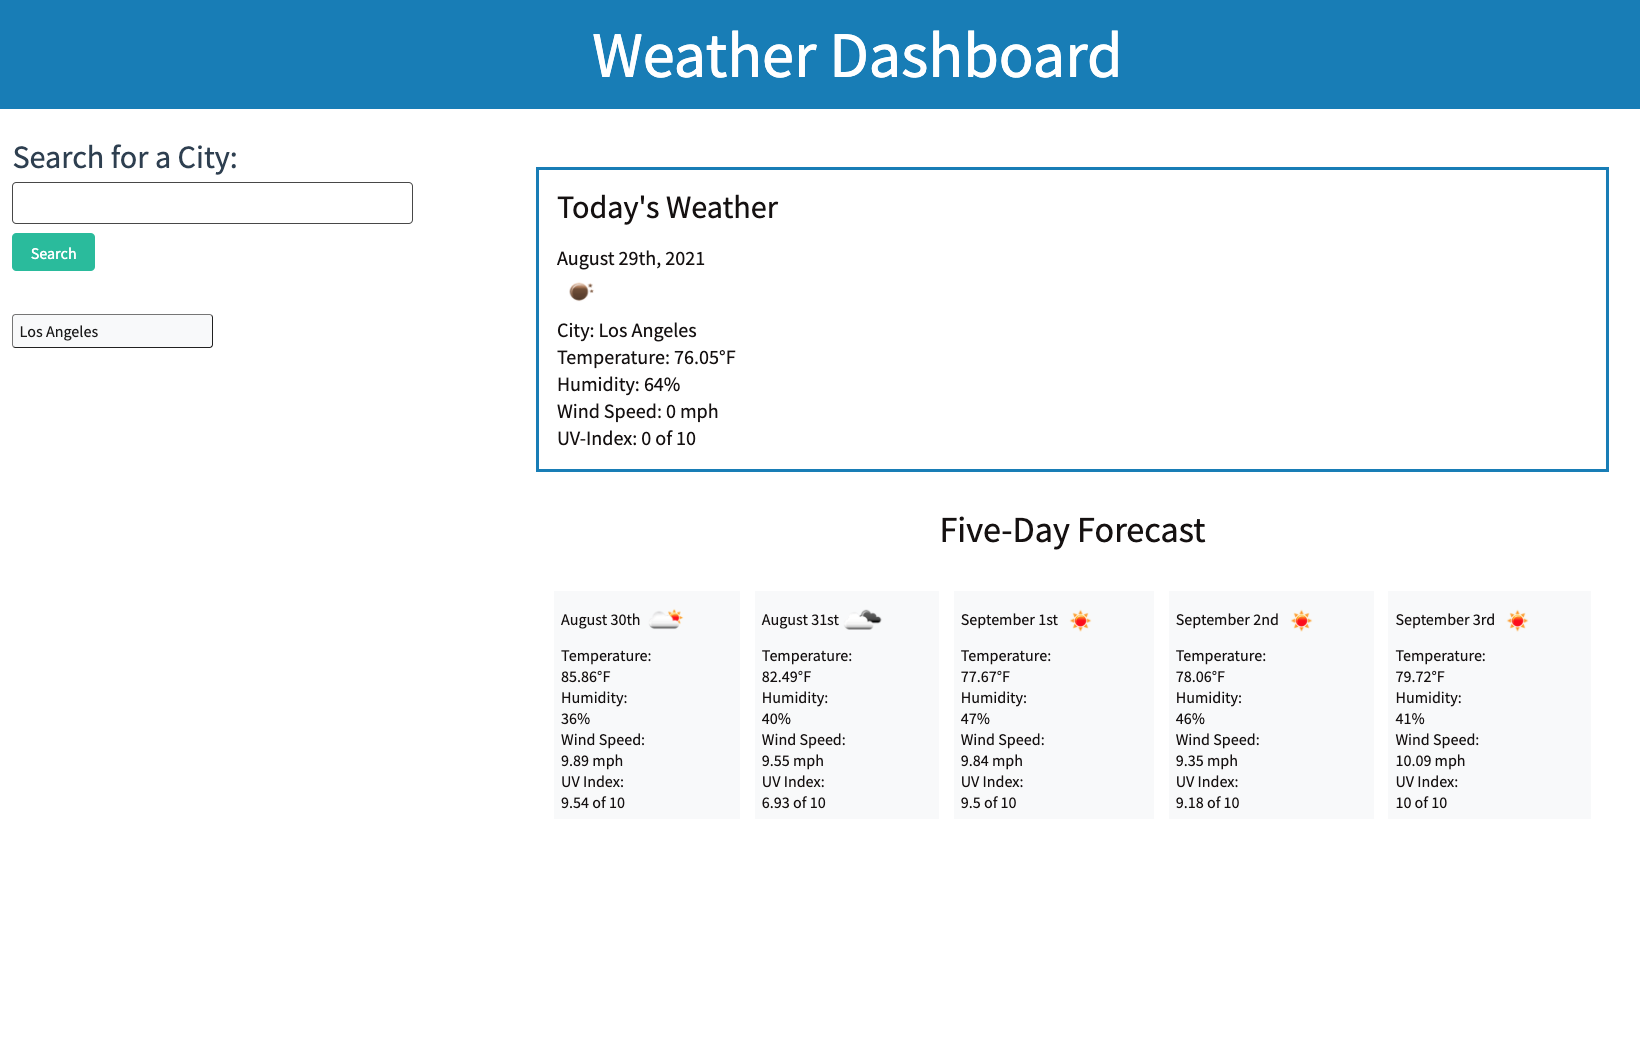 Weather Dashboard
Search for a City:
Search
Los Angeles
Today's Weather
August 29th, 2021
City: Los Angeles
Temperature: 76.05°F
Humidity: 64%
Wind Speed: 0 mph
UV-Index: 0 of 10
Five-Day Forecast
August 30th
Temperature:
85.86°F
Humidity:
36%
Wind Speed:
9.89 mph
UV Index:
9.54 of 10
August 31st
Temperature:
82.49°F
Humidity:
40%
Wind Speed:
9.55 mph
UV Index:
6.93 of 10
September 1st
Temperature:
77.67°F
Humidity:
47%
Wind Speed:
9.84 mph
UV Index:
9.5 of 10
September 2nd
Temperature:
78.06°F
Humidity:
46%
Wind Speed:
9.35 mph
UV Index:
9.18 of 10
September 3rd
Temperature:
79.72°F
Humidity:
41%
Wind Speed:
10.09 mph
UV Index:
10 of 10